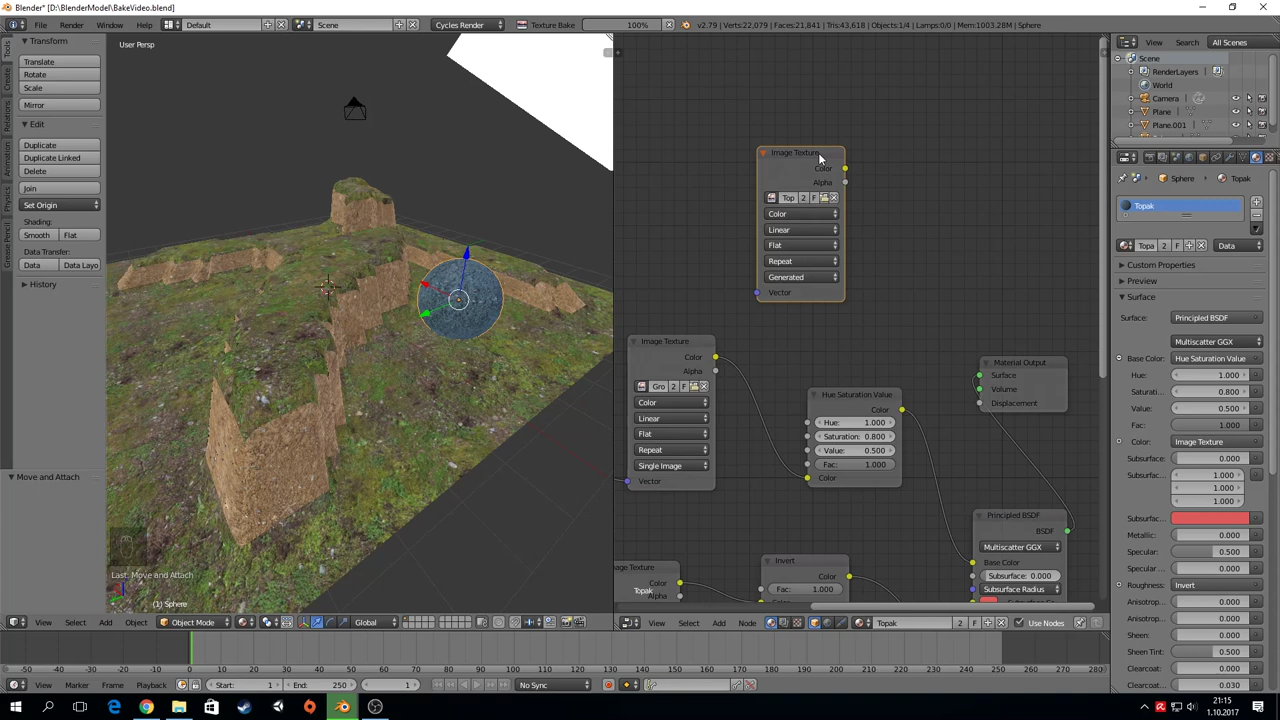 Blender* [D:\BlenderModel\BakeVideo.blend]
File Render Window Help Default Scene Cycles Render Texture Bake 100% v2.79 | Verts:22,079 | Faces:21,841 | Tris:43,618 | Objects:1/4 | Lamps:0/0 | Mem:1003.28M | Sphere
Tools
Create
Relations
Animation
Physics
Grease Pencil
Transform
Translate
Rotate
Scale
Mirror
Edit
Duplicate
Duplicate Linked
Delete
Join
Set Origin
Shading:
Smooth Flat
Data Transfer:
Data Data Layo
History
Move and Attach
User Persp
Last: Move and Attach
(1) Sphere
Image Texture
Color
Alpha
Top 2 F
Color
Linear
Flat
Repeat
Generated
Vector
Image Texture
Color
Alpha
Gro 2 F
Color
Linear
Flat
Repeat
Single Image
Vector
Hue Saturation Value
Color
Hue: 1.000
Saturation: 0.800
Value: 0.500
Fac: 1.000
Color
Material Output
Surface
Volume
Displacement
Principled BSDF
BSDF
Multiscatter GGX
Base Color
Subsurface: 0.000
Subsurface Radius
mage Texture
Color
Alpha
Topak
Invert
Color
Fac: 1.000
View Search All Scenes
Scene
RenderLayers
World
Camera
Plane
Plane.001
Sphere Topak
Topak
Topa 2 F Data
Custom Properties
Preview
Surface
Surface: Principled BSDF
Multiscatter GGX
Base Color: Hue Saturation Value
Hue: 1.000
Saturati... 0.800
Value: 0.500
Fac: 1.000
Color: Image Texture
Subsurface: 0.000
Subsurfac... 1.000
1.000
1.000
Subsurfac...
Metallic: 0.000
Specular: 0.500
Specular ... 0.000
Roughness: Invert
Anisotrop... 0.000
Anisotrop... 0.000
Sheen: 0.000
Sheen Tint: 0.500
Clearcoat: 0.000
Clearcoat... 0.030
View Select Add Object Object Mode Global
View Select Add Node Topak 2 F Use Nodes
-50 -40 -30 -20 -10 0 10 20 30 40 50 60 70 80 90 100 110 120 130 140 150 160 170 180 190 200 210 220 230 240 250 260 270 280
View Marker Frame Playback Start: 1 End: 250 1 No Sync
21:15
1.10.2017